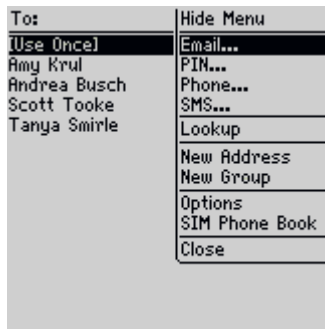 To:
[Use Once]
Amy Krul
Andrea Busch
Scott Tooke
Tanya Smirle
Hide Menu
Email...
PIN...
Phone...
SMS...
Lookup
New Address
New Group
Options
SIM Phone Book
Close